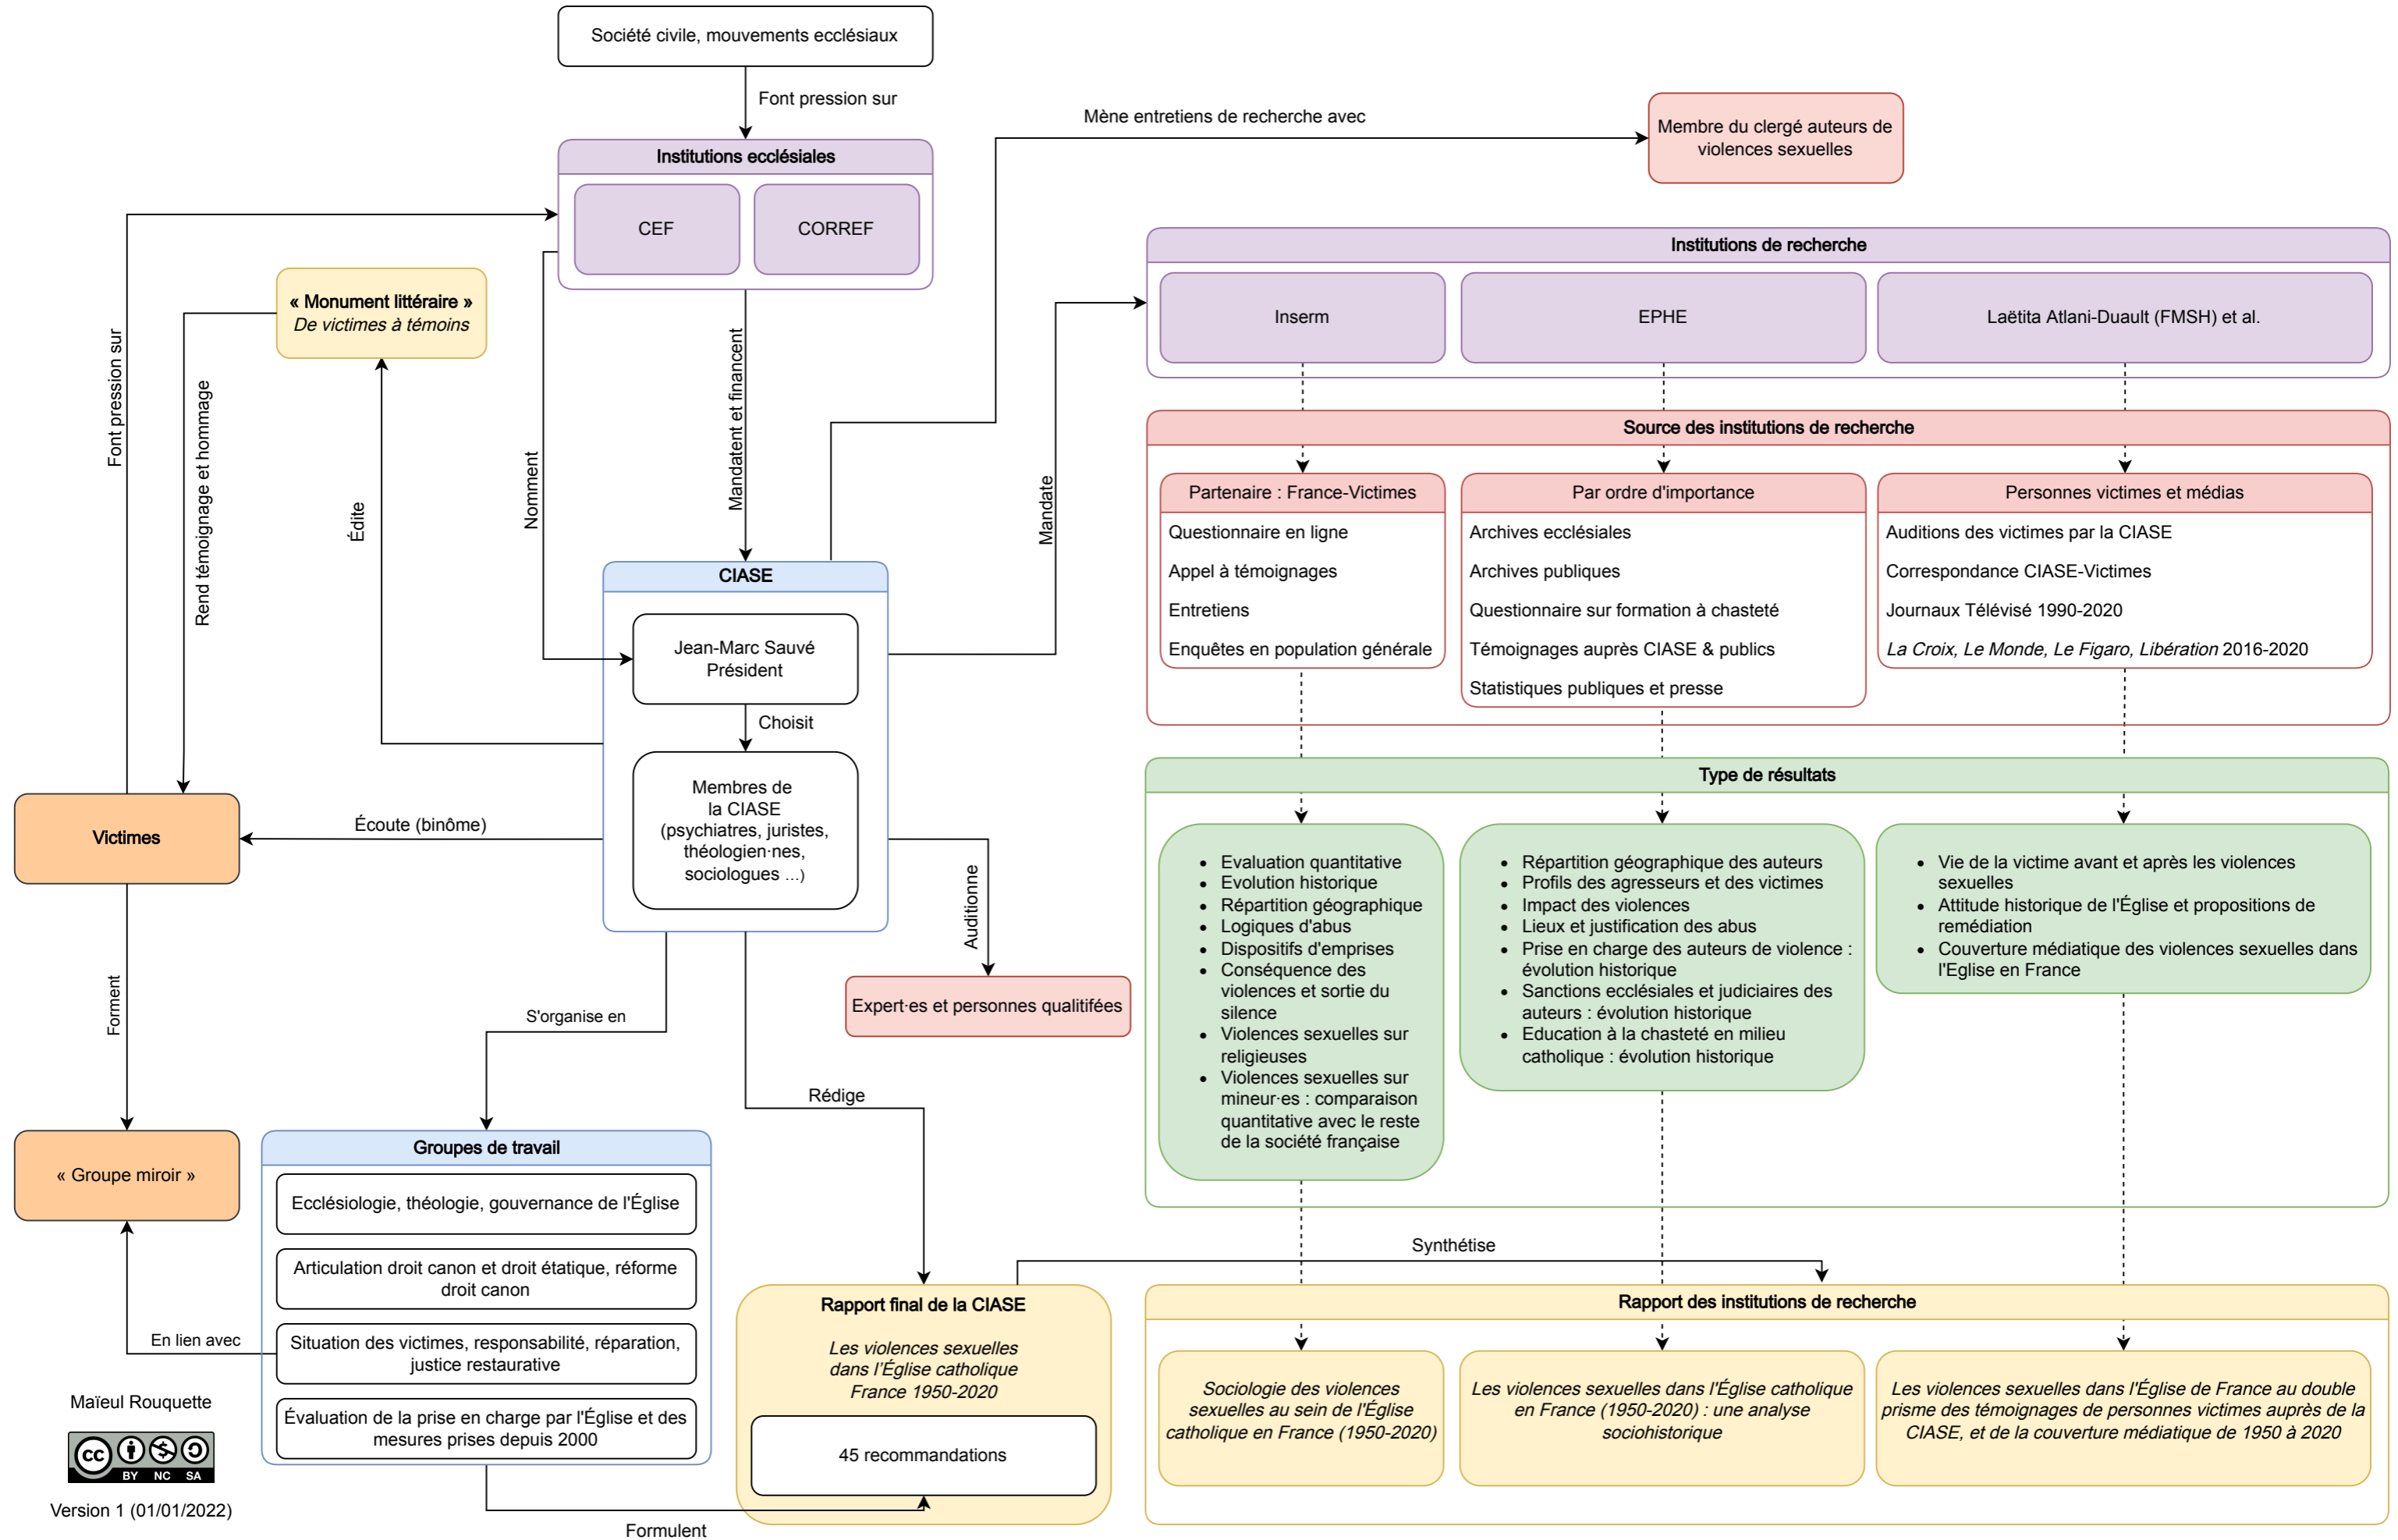 Société civile, mouvements ecclésiaux
Font pression sur
Institutions ecclésiales
CEF
CORREF
Mène entretiens de recherche avec
Membre du clergé auteurs de
violences sexuelles
Font pression sur
« Monument littéraire »
De victimes à témoins
Rend témoignage et hommage
Édite
Nomment
Mandatent et financent
Mandate
Institutions de recherche
Inserm
EPHE
Laëtita Atlani-Duault (FMSH) et al.
Source des institutions de recherche
Partenaire : France-Victimes
Questionnaire en ligne
Appel à témoignages
Entretiens
Enquêtes en population générale
Par ordre d'importance
Archives ecclésiales
Archives publiques
Questionnaire sur formation à chasteté
Témoignages auprès CIASE & publics
Statistiques publiques et presse
Personnes victimes et médias
Auditions des victimes par la CIASE
Correspondance CIASE-Victimes
Journaux Télévisé 1990-2020
La Croix, Le Monde, Le Figaro, Libération 2016-2020
CIASE
Jean-Marc Sauvé
Président
Choisit
Membres de
la CIASE
(psychiatres, juristes,
théologien·nes,
sociologues ...)
Écoute (binôme)
Victimes
Forment
« Groupe miroir »
En lien avec
Auditionne
Expert·es et personnes qualitifées
S'organise en
Rédige
Groupes de travail
Ecclésiologie, théologie, gouvernance de l'Église
Articulation droit canon et droit étatique, réforme
droit canon
Situation des victimes, responsabilité, réparation,
justice restaurative
Évaluation de la prise en charge par l'Église et des
mesures prises depuis 2000
Formulent
Type de résultats
• Evaluation quantitative
• Evolution historique
• Répartition géographique
• Logiques d'abus
• Dispositifs d'emprises
• Conséquence des
violences et sortie du
silence
• Violences sexuelles sur
religieuses
• Violences sexuelles sur
mineur·es : comparaison
quantitative avec le reste
de la société française
• Répartition géographique des auteurs
• Profils des agresseurs et des victimes
• Impact des violences
• Lieux et justification des abus
• Prise en charge des auteurs de violence :
évolution historique
• Sanctions ecclésiales et judiciaires des
auteurs : évolution historique
• Education à la chasteté en milieu
catholique : évolution historique
• Vie de la victime avant et après les violences
sexuelles
• Attitude historique de l'Église et propositions de
remédiation
• Couverture médiatique des violences sexuelles dans
l'Eglise en France
Synthétise
Rapport final de la CIASE
Les violences sexuelles
dans l'Église catholique
France 1950-2020
45 recommandations
Rapport des institutions de recherche
Sociologie des violences
sexuelles au sein de l'Église
catholique en France (1950-2020)
Les violences sexuelles dans l'Église catholique
en France (1950-2020) : une analyse
sociohistorique
Les violences sexuelles dans l'Église de France au double
prisme des témoignages de personnes victimes auprès de la
CIASE, et de la couverture médiatique de 1950 à 2020
Maïeul Rouquette
cc
BY NC SA
Version 1 (01/01/2022)